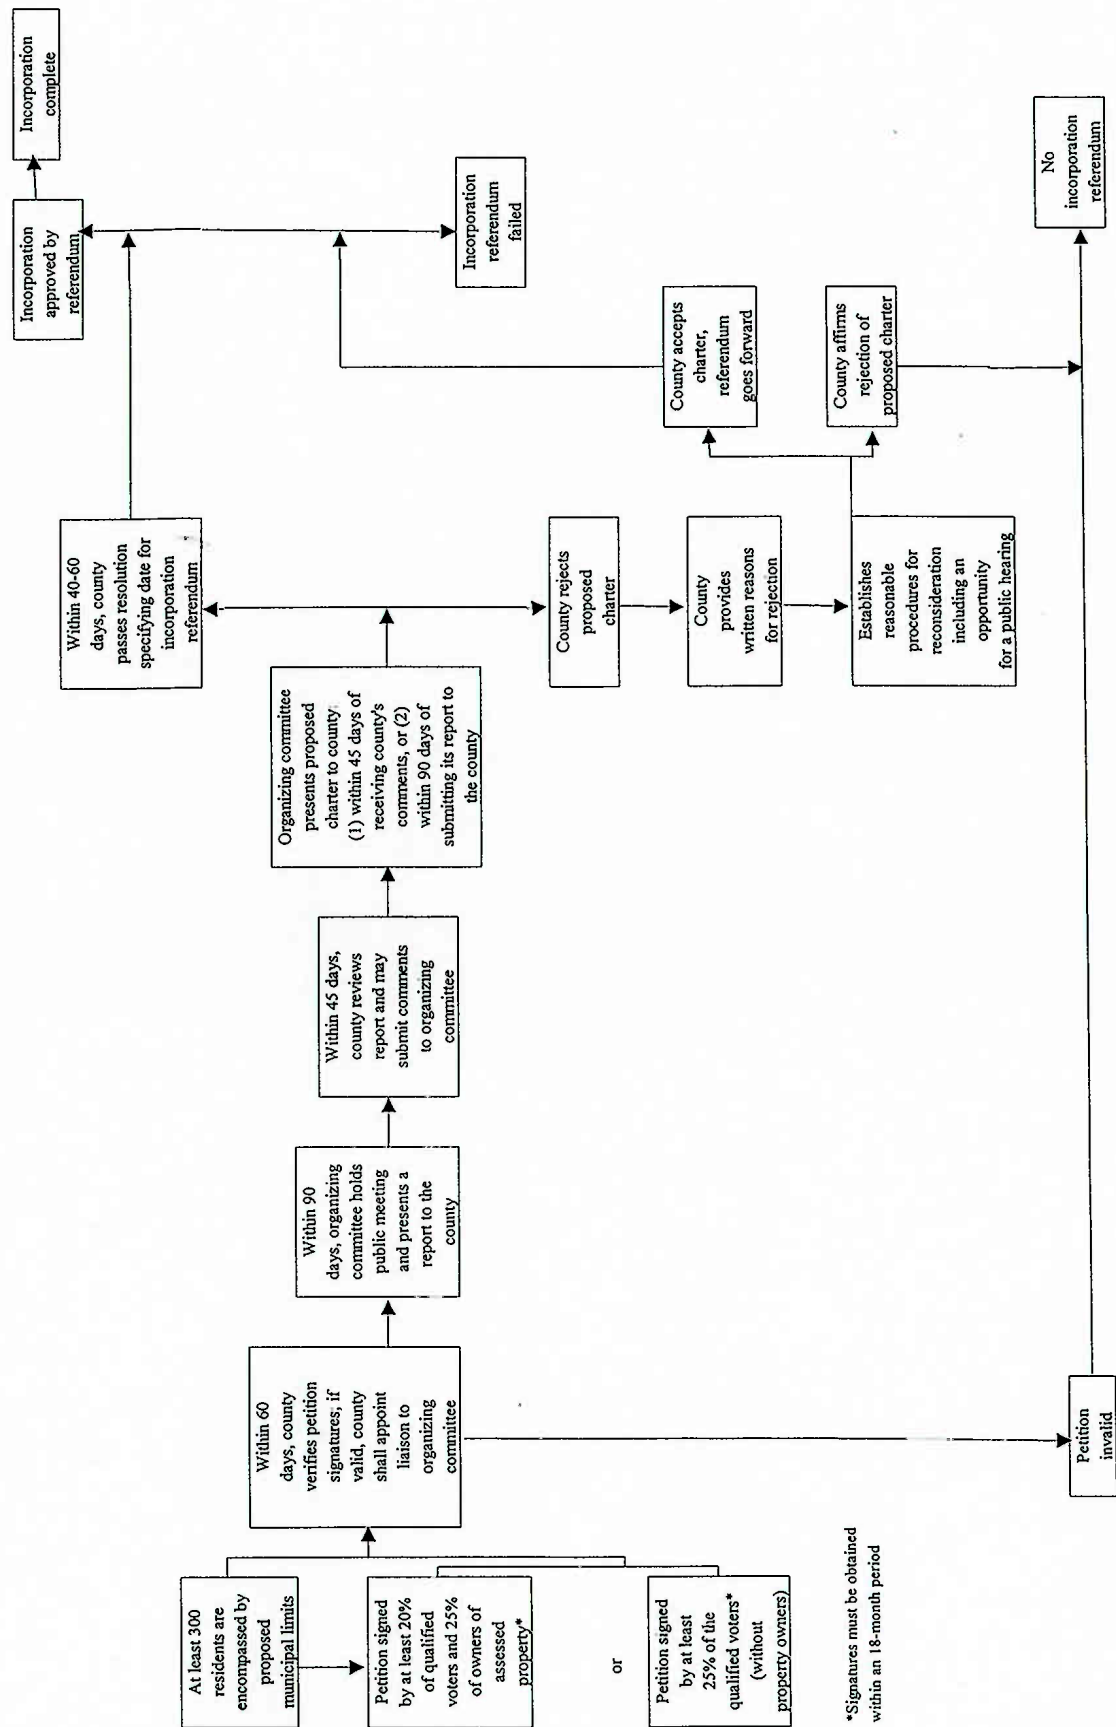 At least 300
residents are
encompassed by
proposed
municipal limits
Petition signed
by at least 20%
of qualified
voters and 25%
of owners of
assessed
property*
or
Petition signed
by at least
25% of the
qualified voters*
(without
property owners)
*Signatures must be obtained
within an 18-month period
Within 60
days, county
verifies petition
signatures; if
valid, county
shall appoint
liaison to
organizing
committee
Petition
invalid
Within 90
days, organizing
committee holds
public meeting
and presents a
report to the
county
Within 45 days,
county reviews
report and may
submit comments
to organizing
committee
Organizing committee
presents proposed
charter to county:
(1) within 45 days of
receiving county's
comments, or (2)
within 90 days of
submitting its report to
the county
Within 40-60
days, county
passes resolution
specifying date for
incorporation
referendum
County rejects
proposed
charter
County
provides
written reasons
for rejection
Establishes
reasonable
procedures for
reconsideration
including an
opportunity
for a public hearing
County accepts
charter,
referendum
goes forward
County affirms
rejection of
proposed charter
Incorporation
approved by
referendum
Incorporation
referendum
failed
Incorporation
complete
No
incorporation
referendum